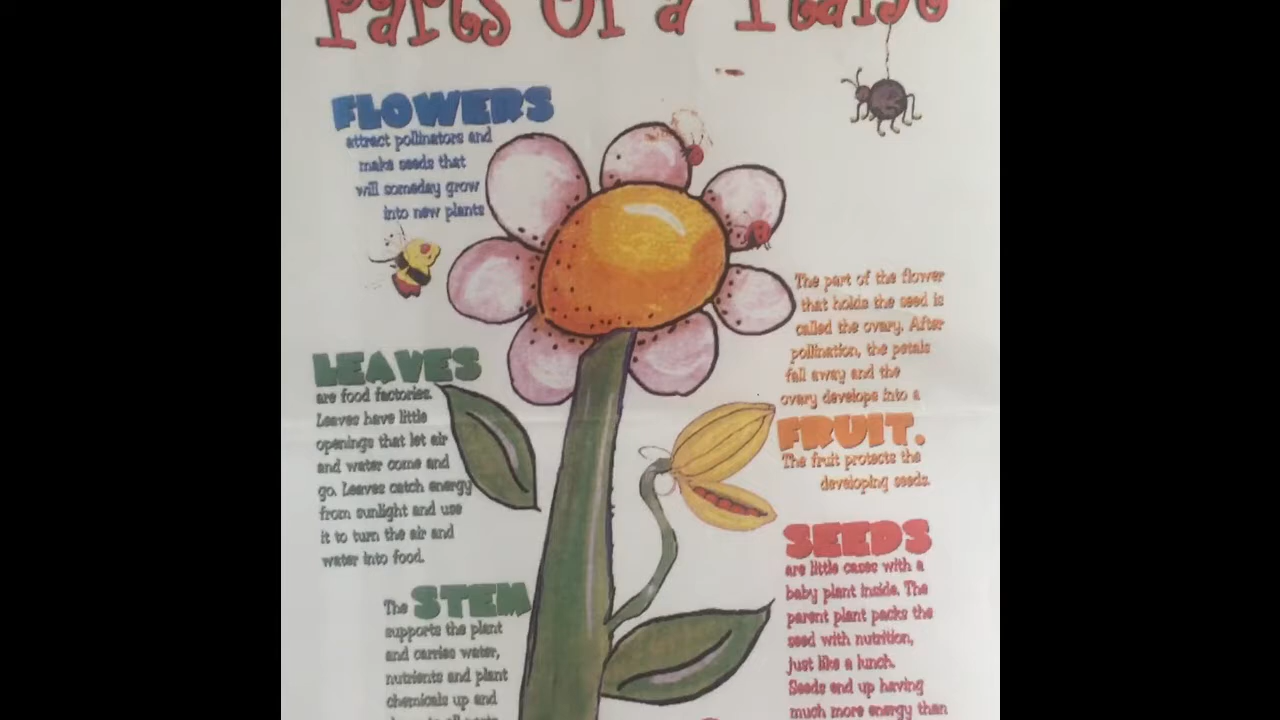 Parts Of a Plant
FLOWERS
attract pollinators and
make seeds that
will someday grow
into new plants
The part of the flower
that holds the seed is
called the ovary. After
pollination, the petals
fall away and the
ovary develops into a
FRUIT.
The fruit protects the
developing seeds.
LEAVES
are food factories.
Leaves have little
openings that let air
and water come and
go. Leaves catch energy
from sunlight and use
it to turn the air and
water into food.
SEEDS
are little cases with a
baby plant inside. The
parent plant packs the
seed with nutrition,
just like a lunch.
Seeds end up having
much more energy than
The STEM
supports the plant
and carries water,
nutrients and plant
chemicals up and